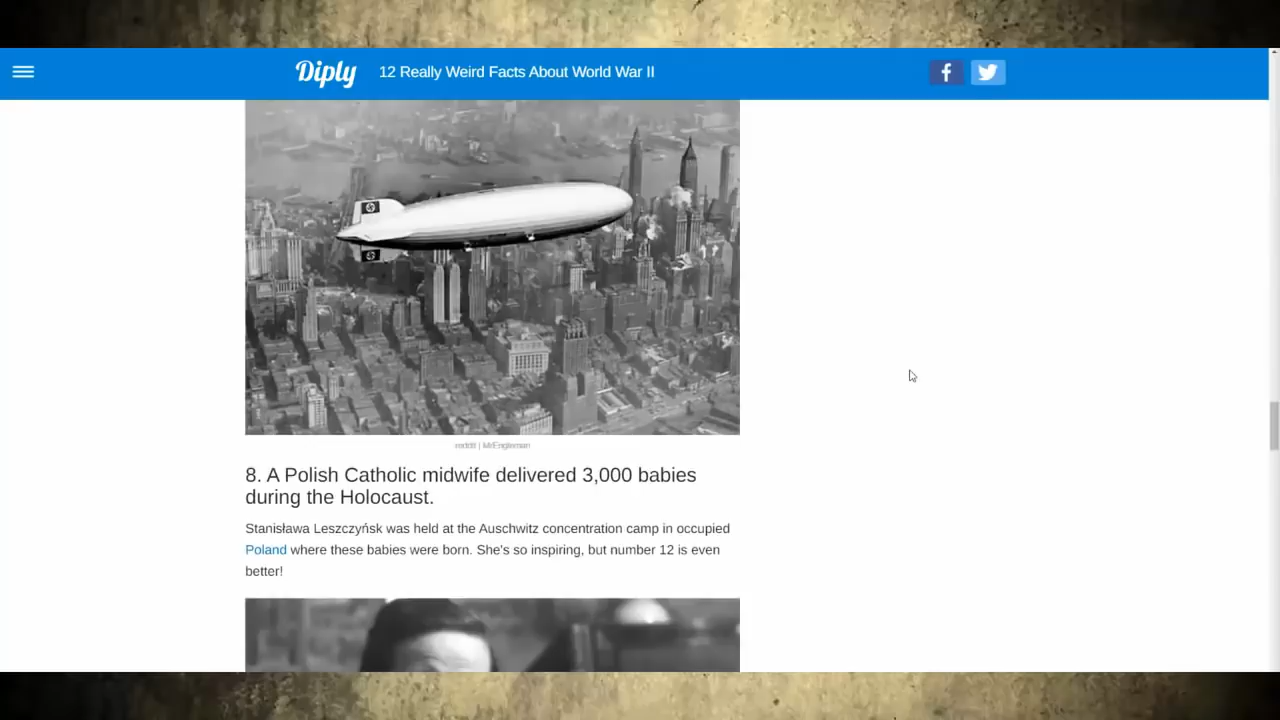 Diply
12 Really Weird Facts About World War II
reddit | MrEngleman
8. A Polish Catholic midwife delivered 3,000 babies
during the Holocaust.
Stanisława Leszczyńsk was held at the Auschwitz concentration camp in occupied
Poland where these babies were born. She's so inspiring, but number 12 is even
better!